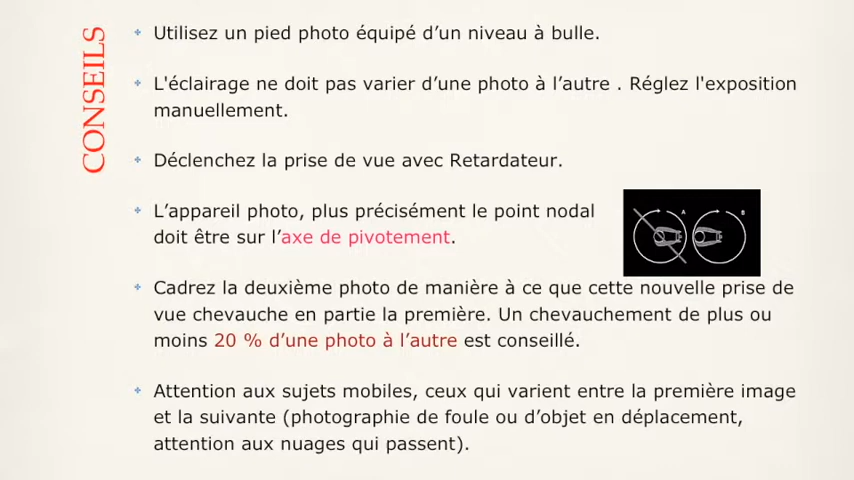 CONSEILS
Utilisez un pied photo équipé d’un niveau à bulle.
L'éclairage ne doit pas varier d’une photo à l’autre . Réglez l'exposition
manuellement.
Déclenchez la prise de vue avec Retardateur.
L’appareil photo, plus précisément le point nodal
doit être sur l’axe de pivotement.
A
B
Cadrez la deuxième photo de manière à ce que cette nouvelle prise de
vue chevauche en partie la première. Un chevauchement de plus ou
moins 20 % d’une photo à l’autre est conseillé.
Attention aux sujets mobiles, ceux qui varient entre la première image
et la suivante (photographie de foule ou d’objet en déplacement,
attention aux nuages qui passent).